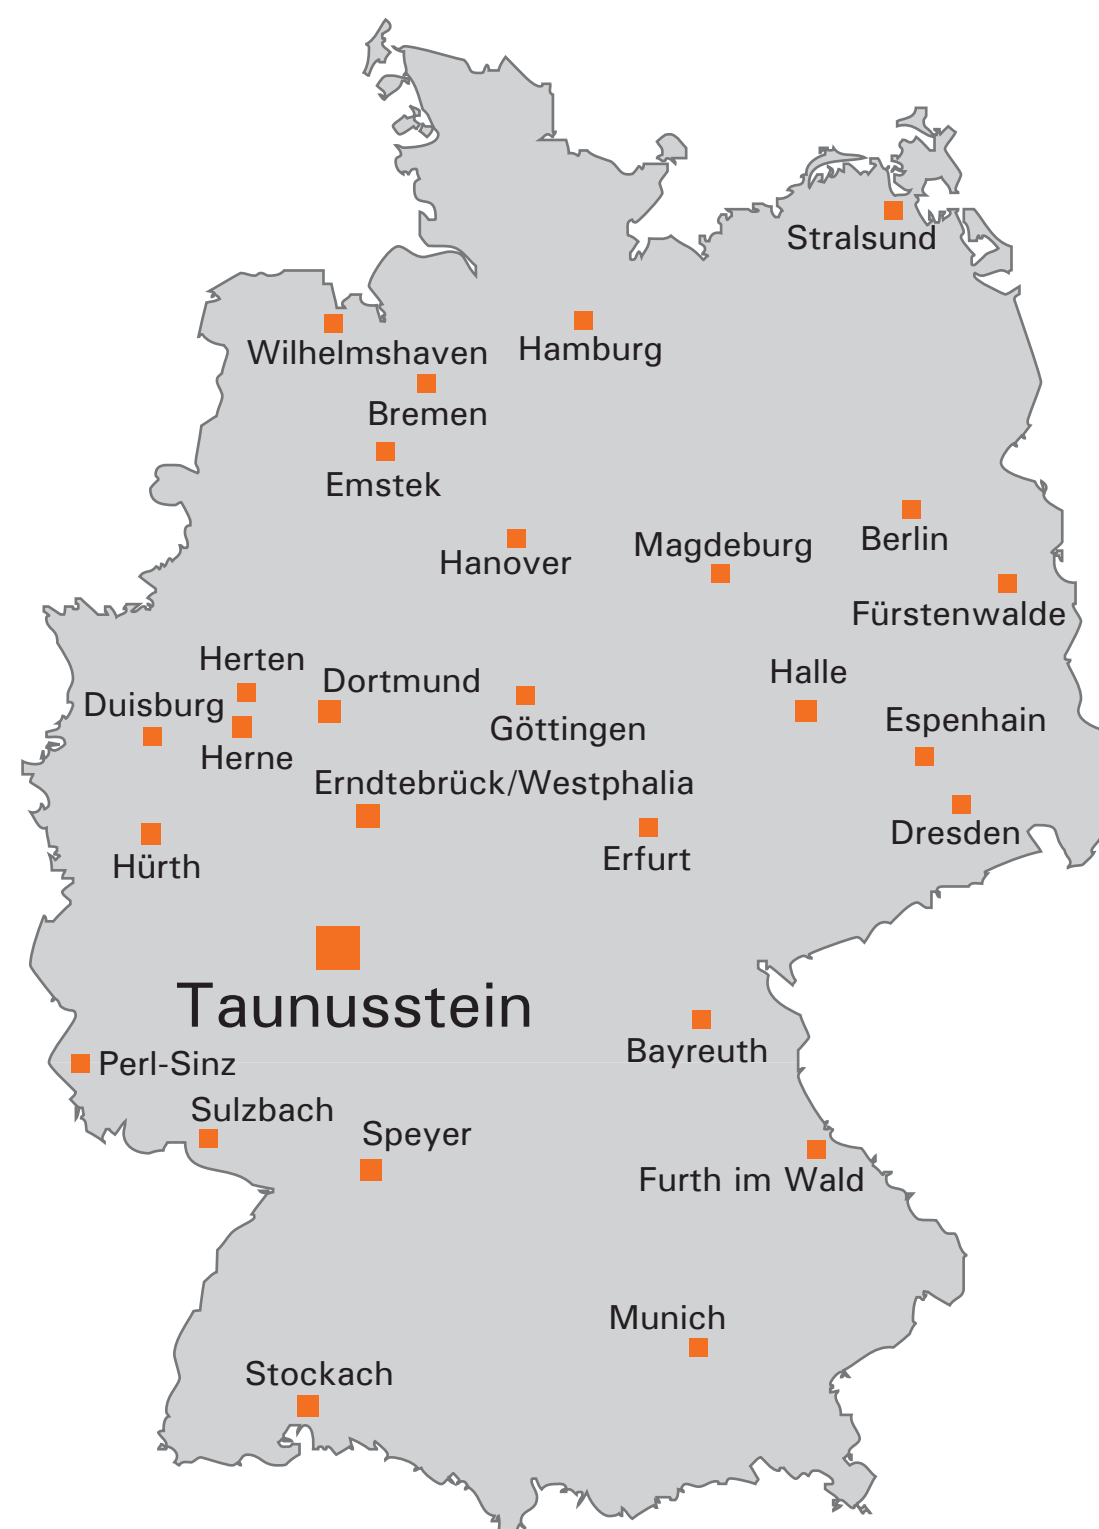 Stralsund
Wilhelmshaven
Hamburg
Bremen
Emstek
Hanover
Magdeburg
Berlin
Fürstenwalde
Herten
Dortmund
Halle
Duisburg
Göttingen
Espenhain
Herne
Erndtebrück/Westphalia
Dresden
Hürth
Erfurt
Taunusstein
Bayreuth
Perl-Sinz
Sulzbach
Speyer
Furth im Wald
Munich
Stockach